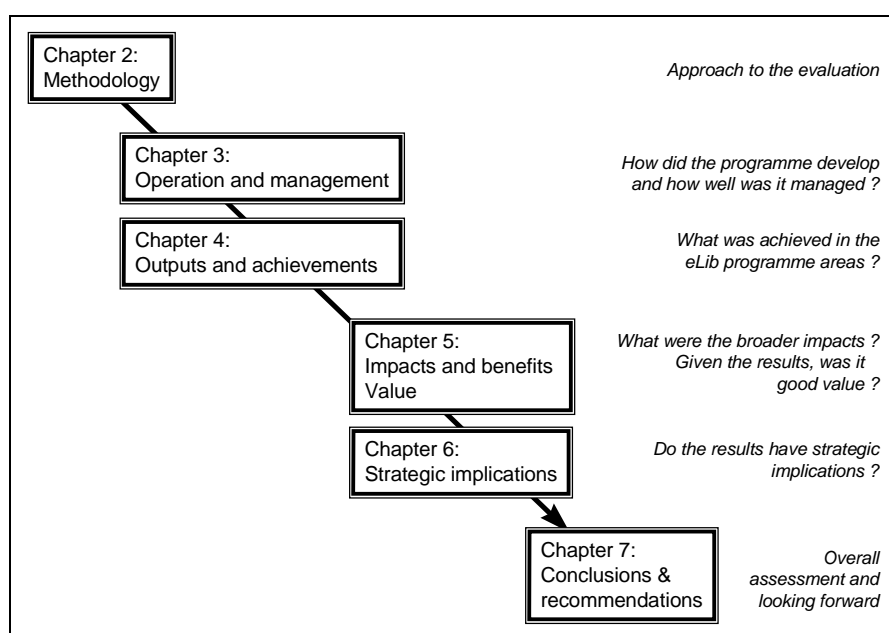 Chapter 2:
Methodology
Approach to the evaluation
Chapter 3:
Operation and management
How did the programme develop
and how well was it managed ?
Chapter 4:
Outputs and achievements
What was achieved in the
eLib programme areas ?
Chapter 5:
Impacts and benefits
Value
What were the broader impacts ?
Given the results, was it
good value ?
Chapter 6:
Strategic implications
Do the results have strategic
implications ?
Chapter 7:
Conclusions &
recommendations
Overall
assessment and
looking forward